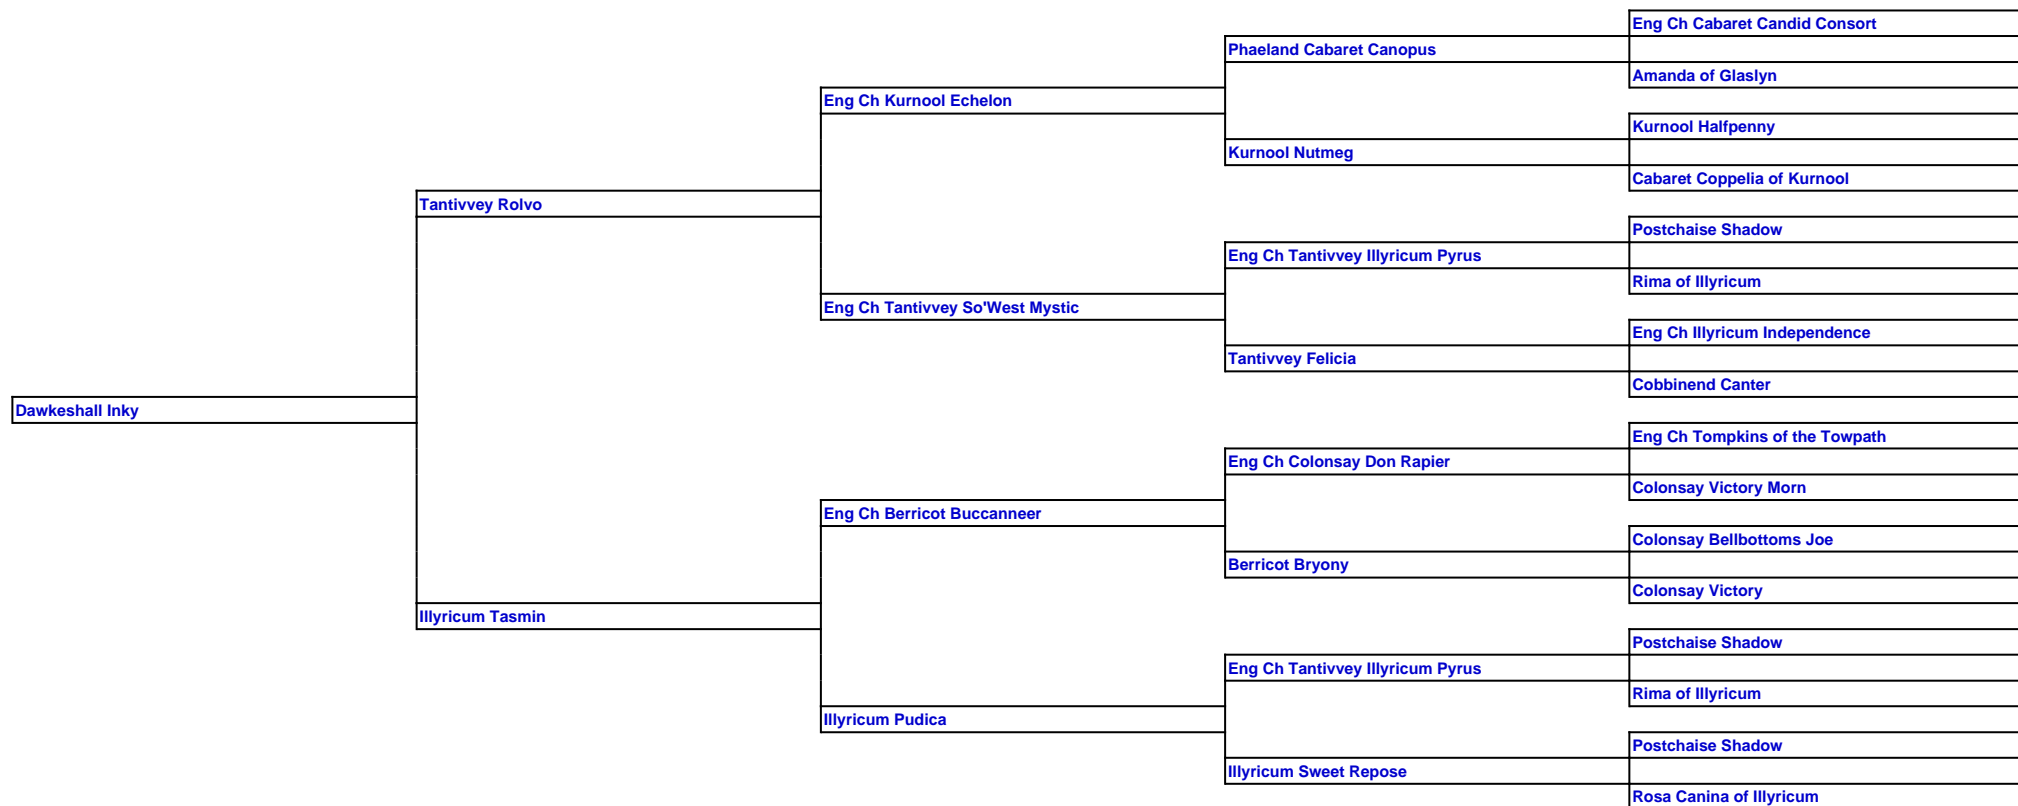 Eng Ch Cabaret Candid Consort
Phaeland Cabaret Canopus
Amanda of Glaslyn
Eng Ch Kurnool Echelon
Kurnool Halfpenny
Kurnool Nutmeg
Cabaret Coppelia of Kurnool
Tantivvey Rolvo
Postchaise Shadow
Eng Ch Tantivvey Illyricum Pyrus
Rima of Illyricum
Eng Ch Tantivvey So'West Mystic
Eng Ch Illyricum Independence
Tantivvey Felicia
Cobbinend Canter
Dawkeshall Inky
Eng Ch Tompkins of the Towpath
Eng Ch Colonsay Don Rapier
Colonsay Victory Morn
Eng Ch Berricot Buccanneer
Colonsay Bellbottoms Joe
Berricot Bryony
Colonsay Victory
Illyricum Tasmin
Postchaise Shadow
Eng Ch Tantivvey Illyricum Pyrus
Rima of Illyricum
Illyricum Pudica
Postchaise Shadow
Illyricum Sweet Repose
Rosa Canina of Illyricum